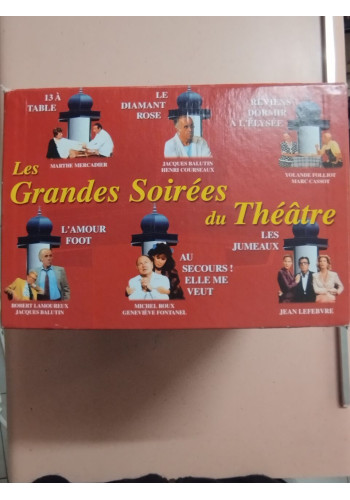 13 À
TABLE
MARTHE MERCADIER
LE
DIAMANT
ROSE
JACQUES BALUTIN
HENRI COURSEAUX
REVIENS
DORMIR
À L'ÉLYSÉE
YOLANDE FOLLIOT
MARC CASSOT
Les
Grandes Soirées
du Théâtre
L'AMOUR
FOOT
ROBERT LAMOUREUX
JACQUES BALUTIN
AU
SECOURS !
ELLE ME
VEUT
MICHEL ROUX
GENEVIÈVE FONTANEL
LES
JUMEAUX
JEAN LEFEBVRE